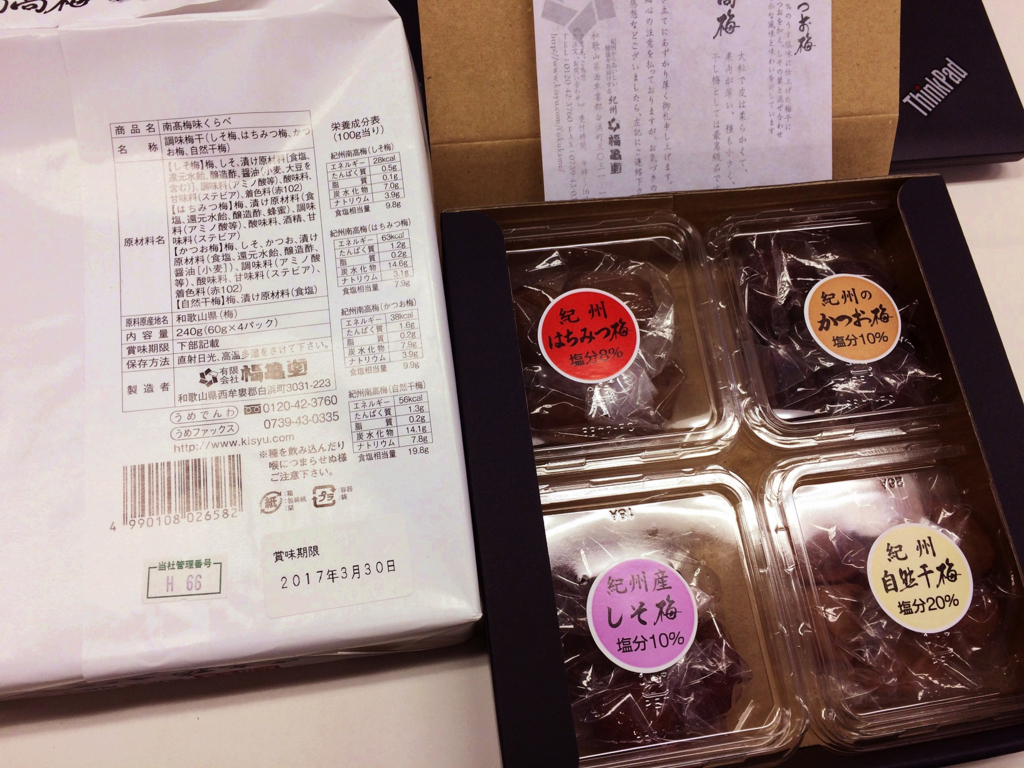 商品名 南高梅味くらべ
名称 調味梅干(しそ梅、はちみつ梅、かつ
お梅、自然干梅)
原材料名
【しそ梅】梅、しそ、漬け原材料[食塩、
還元水飴、醸造酢、醤油(小麦、大豆を
含む)]、調味料(アミノ酸等)、酸味料、
甘味料(ステビア)、着色料(赤102)
【はちみつ梅】梅、漬け原材料(食
塩、還元水飴、醸造酢、蜂蜜)、調味
料(アミノ酸等)、酸味料、酒精、甘
味料(ステビア)
【かつお梅】梅、しそ、かつお、漬け
原材料(食塩、還元水飴、醸造酢、
醤油[小麦])、調味料(アミノ酸
等)、酸味料、甘味料(ステビア)、
着色料(赤102)
【自然干梅】梅、漬け原材料(食塩)
原料原産地名 和歌山県(梅)
内容量 240g(60g×4パック)
賞味期限 下部記載
保存方法 直射日光、高温多湿をさけて下さい。
製造者 有限会社 福亀堂
和歌山県西牟婁郡白浜町3031-223
うめでんわ 0120-42-3760
うめファックス 0739-43-0335
http://www.kisyu.com
※種を飲み込んだり
喉につまらせぬ様
ご注意下さい。
紙 :箱 :包装紙 :栞
プラ :容器 :袋
4 990108 026582
当社管理番号
H 66
賞味期限
2017年3月30日
栄養成分表
(100g当り)
紀州南高梅(しそ梅)
エネルギー 28kcal
たんぱく質 0.5g
脂質 0.1g
炭水化物 7.0g
ナトリウム 3.9g
食塩相当量 9.8g
紀州南高梅(はちみつ梅)
エネルギー 63kcal
たんぱく質 1.2g
脂質 0.2g
炭水化物 14.6g
ナトリウム 3.1g
食塩相当量 7.9g
紀州南高梅(かつお梅)
エネルギー 38kcal
たんぱく質 1.6g
脂質 0.2g
炭水化物 7.9g
ナトリウム 3.9g
食塩相当量 9.9g
紀州南高梅(自然干梅)
エネルギー 56kcal
たんぱく質 1.3g
脂質 0.2g
炭水化物 14.1g
ナトリウム 7.8g
食塩相当量 19.8g
つお梅
高梅
紀州 福亀堂
ThinkPad
紀州
はちみつ梅
塩分8%
紀州の
かつお梅
塩分10%
紀州産
しそ梅
塩分10%
紀州
自然干梅
塩分20%